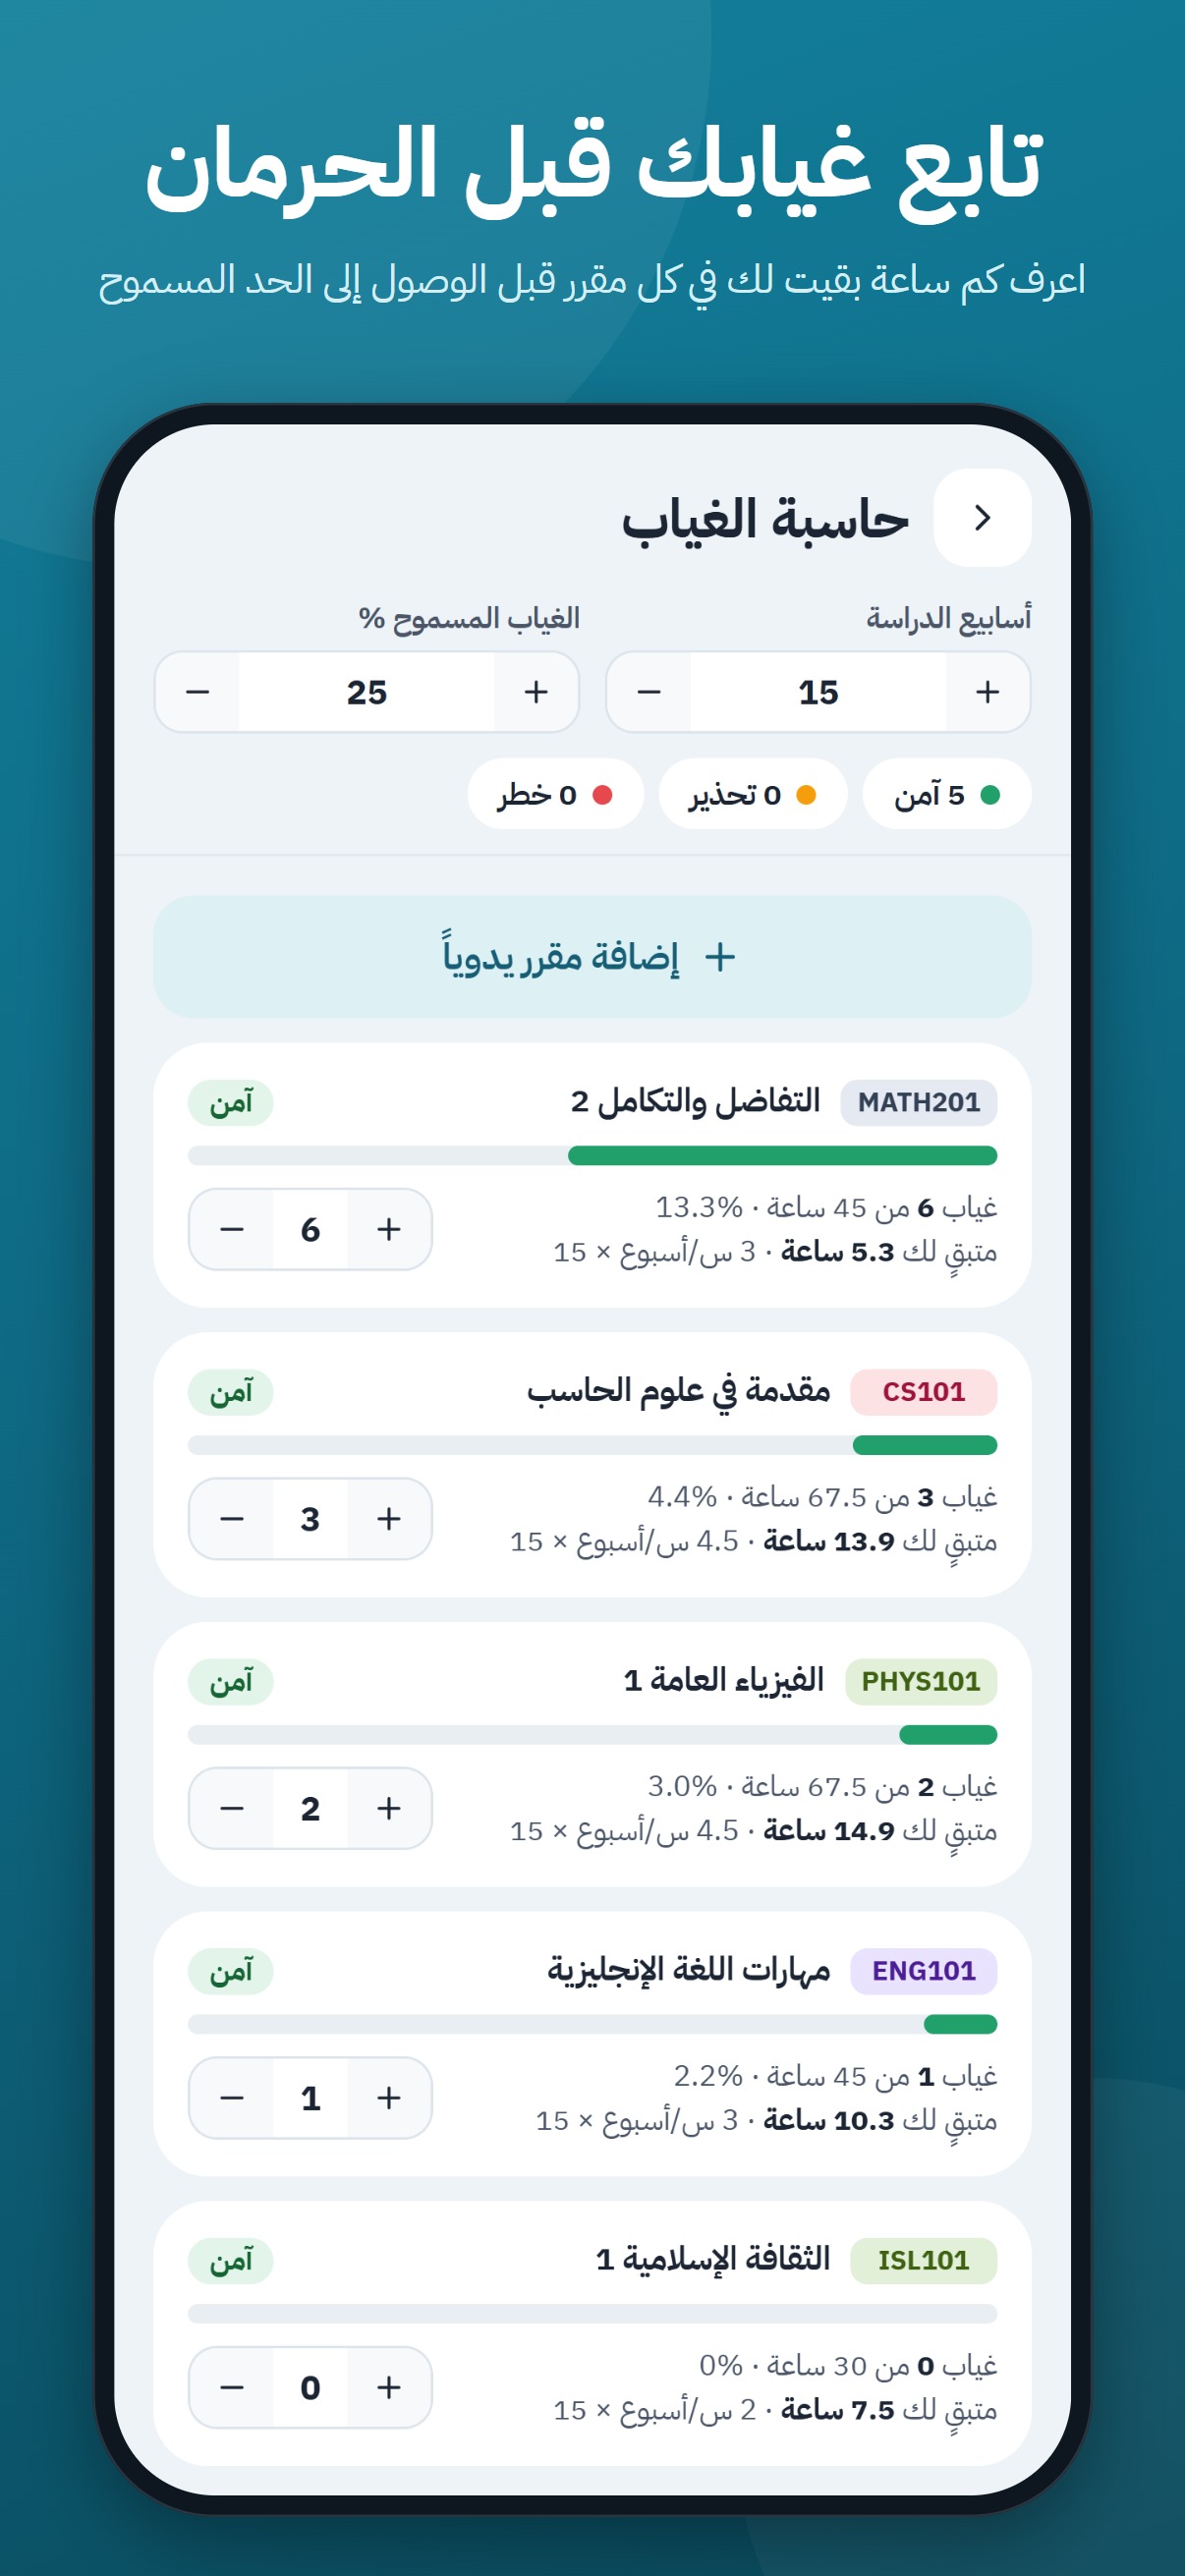 تابع غيابك قبل الحرمان
اعرف كم ساعة بقيت لك في كل مقرر قبل الوصول إلى الحد المسموح
حاسبة الغياب
أسابيع الدراسة
الغياب المسموح %
+ 15 −
+ 25 −
5 آمن
0 تحذير
0 خطر
+ إضافة مقرر يدوياً
MATH201 التفاضل والتكامل 2 آمن
غياب 6 من 45 ساعة · 13.3%
متبقٍ لك 5.3 ساعة · 3 س/أسبوع × 15
+ 6 −
CS101 مقدمة في علوم الحاسب آمن
غياب 3 من 67.5 ساعة · 4.4%
متبقٍ لك 13.9 ساعة · 4.5 س/أسبوع × 15
+ 3 −
PHYS101 الفيزياء العامة 1 آمن
غياب 2 من 67.5 ساعة · 3.0%
متبقٍ لك 14.9 ساعة · 4.5 س/أسبوع × 15
+ 2 −
ENG101 مهارات اللغة الإنجليزية آمن
غياب 1 من 45 ساعة · 2.2%
متبقٍ لك 10.3 ساعة · 3 س/أسبوع × 15
+ 1 −
ISL101 الثقافة الإسلامية 1 آمن
غياب 0 من 30 ساعة · 0%
متبقٍ لك 7.5 ساعة · 2 س/أسبوع × 15
+ 0 −